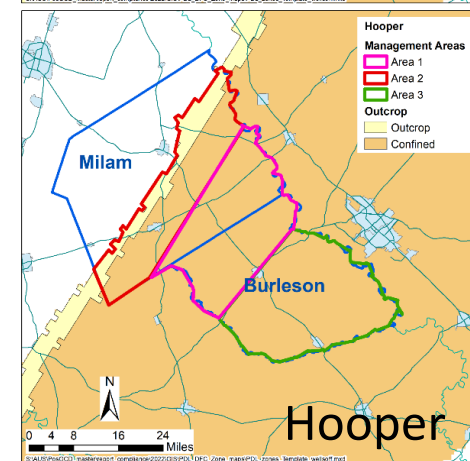 Hooper
Management Areas
Area 1
Area 2
Area 3
Outcrop
Outcrop
Confined
Milam
Burleson
N
Hooper
0 4 8 16 24
Miles